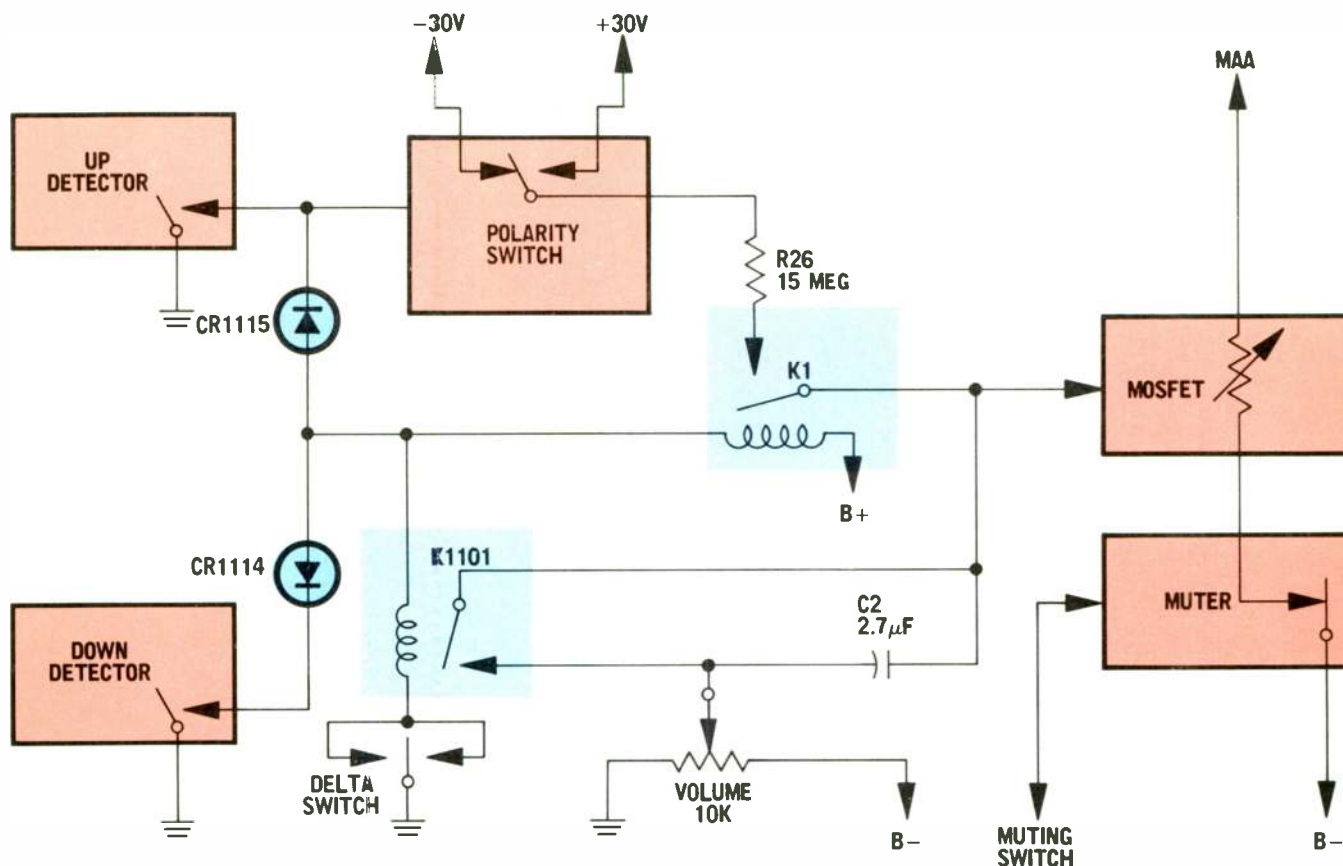 -30V
+30V
MAA
UP
DETECTOR
POLARITY
SWITCH
R26
15 MEG
CR1115
K1
MOSFET
B+
CR1114
K1101
C2
2.7µF
MUTER
DOWN
DETECTOR
DELTA
SWITCH
VOLUME
10K
B-
MUTING
SWITCH
B-